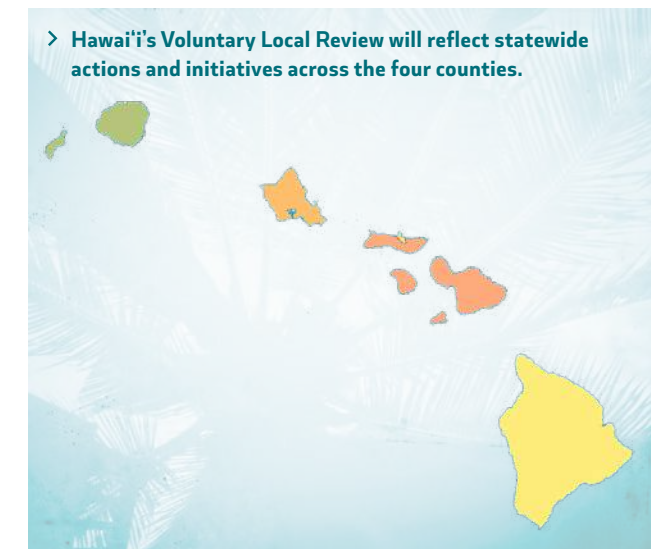 > Hawaiʻi’s Voluntary Local Review will reflect statewide
actions and initiatives across the four counties.